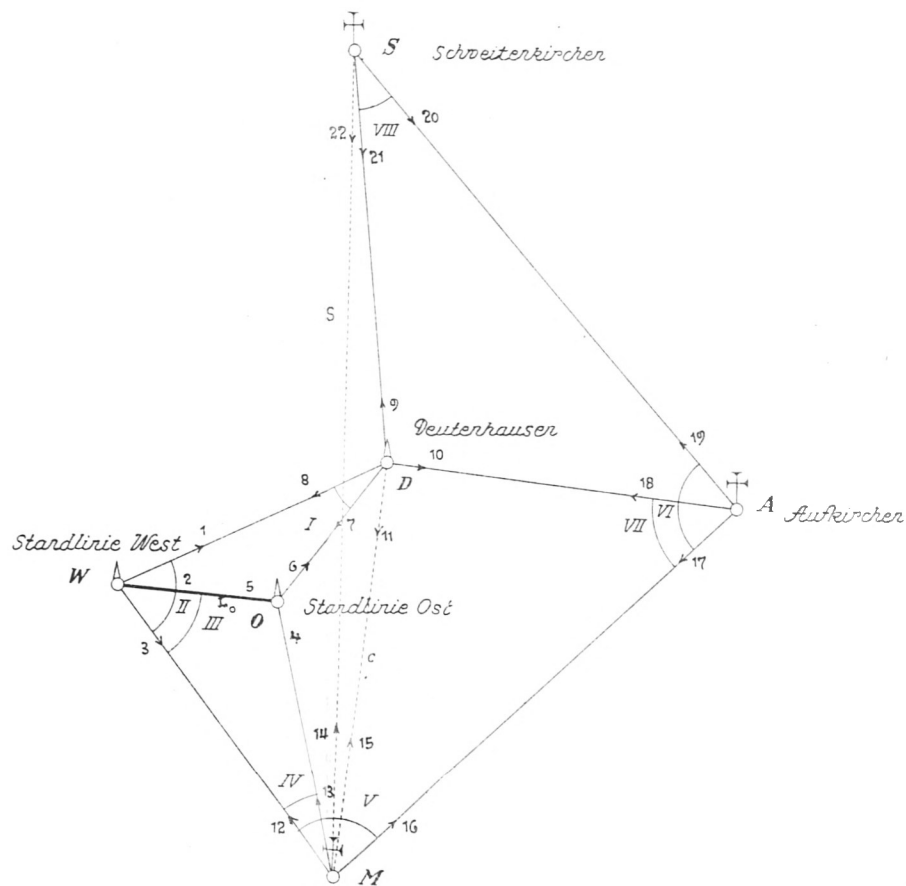 S Schweitenkirchen
22 VIII 20
21
S
9
Deutenhausen
10
19
8
D
18
A
I
7
VII
VI
Aufkirchen
1
11
17
Standlinie West
6
W
2
5
II
L₀
O
Standlinie Ost
III
3
4
c
14
15
IV
13
V
12
16
M